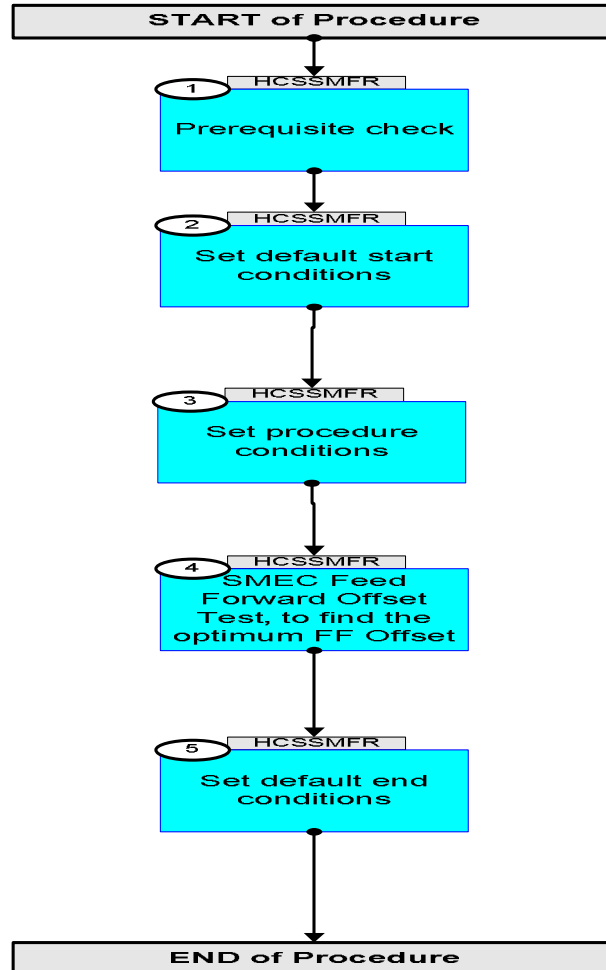 START of Procedure
HCSSMFR
1
Prerequisite check
HCSSMFR
2
Set default start
conditions
HCSSMFR
3
Set procedure
conditions
HCSSMFR
4
SMEC Feed
Forward Offset
Test, to find the
optimum FF Offset
HCSSMFR
5
Set default end
conditions
END of Procedure